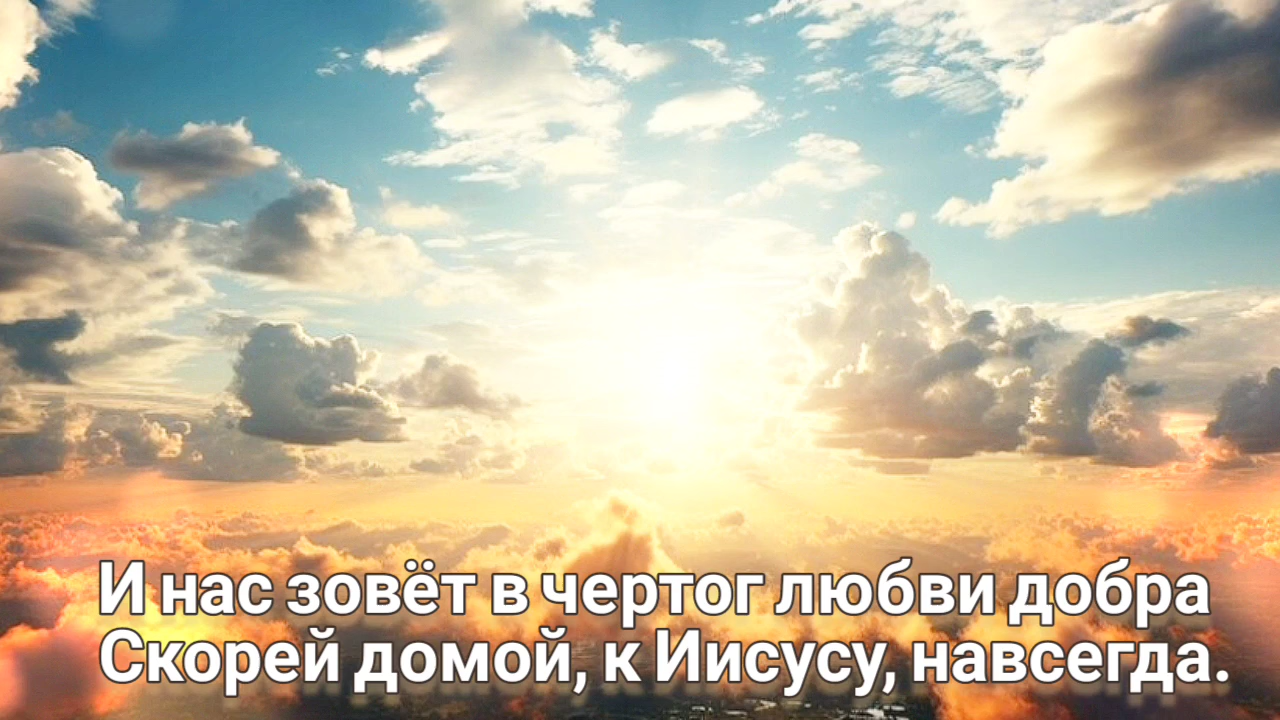 И нас зовёт в чертог любви добра
Скорей домой, к Иисусу, навсегда.